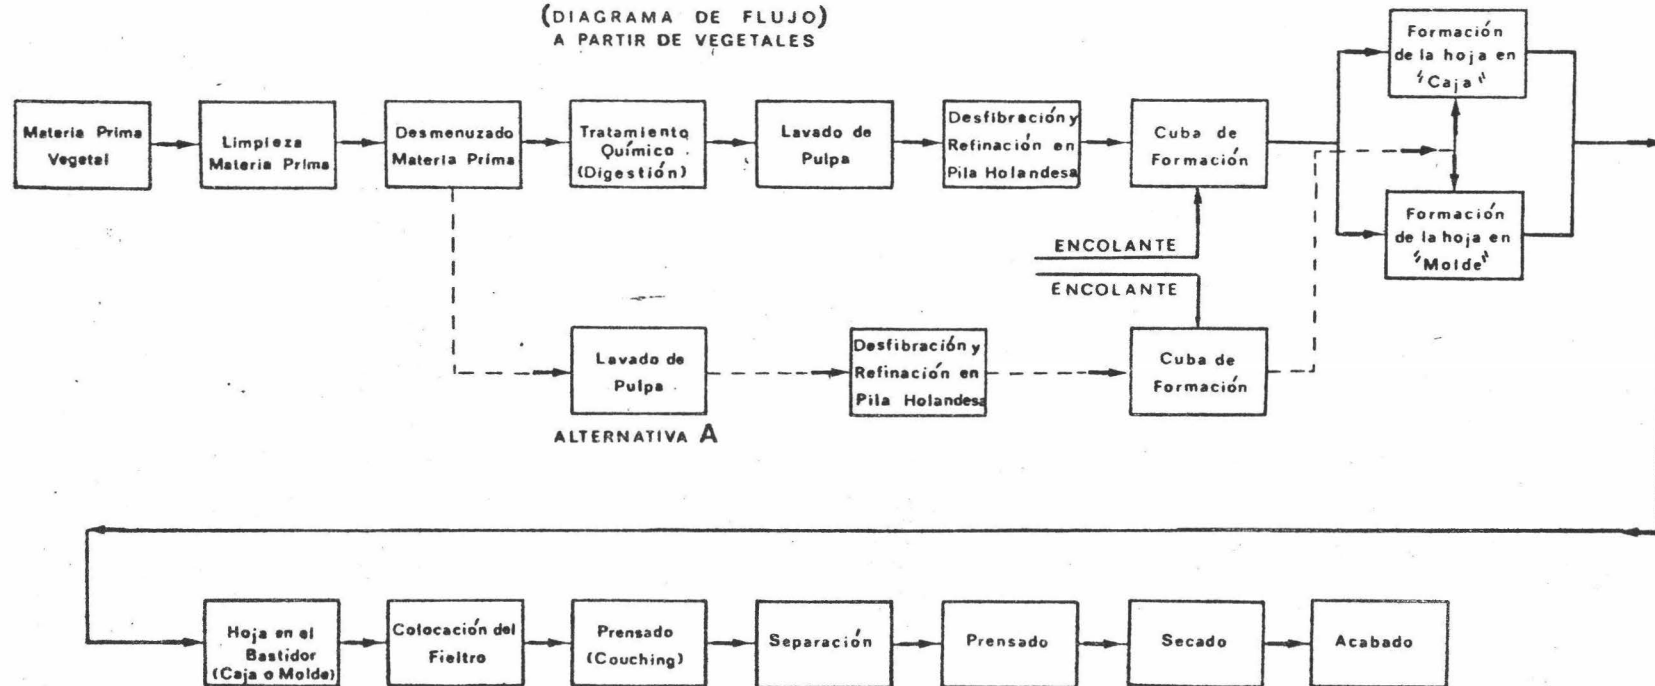 (DIAGRAMA DE FLUJO)
A PARTIR DE VEGETALES
Materia Prima
Vegetal
Limpieza
Materia Prima
Desmenuzado
Materia Prima
Tratamiento
Químico
(Digestión)
Lavado de
Pulpa
Desfibración y
Refinación en
Pila Holandesa
Cuba de
Formación
Formación
de la hoja en
"Caja"
Formación
de la hoja en
"Molde"
ENCOLANTE
ENCOLANTE
Lavado de
Pulpa
ALTERNATIVA A
Desfibración y
Refinación en
Pila Holandesa
Cuba de
Formación
Hoja en el
Bastidor
(Caja o Molde)
Colocación del
Fieltro
Prensado
(Couching)
Separación
Prensado
Secado
Acabado